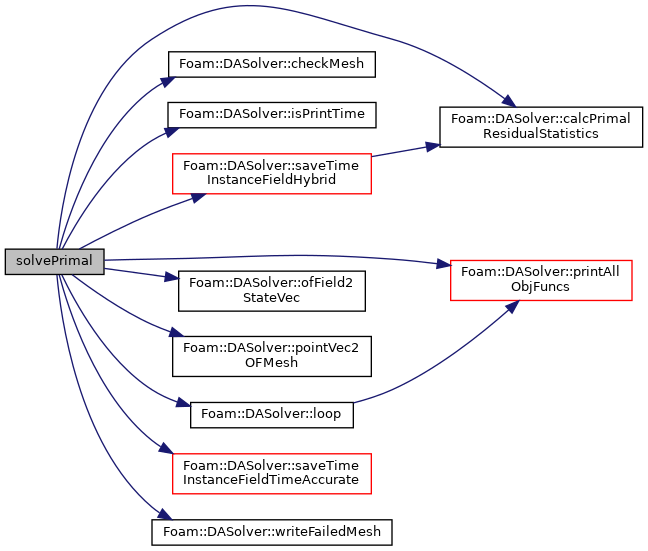 Foam::DASolver::checkMesh
Foam::DASolver::isPrintTime
Foam::DASolver::calcPrimal
ResidualStatistics
Foam::DASolver::saveTime
InstanceFieldHybrid
solvePrimal
Foam::DASolver::printAll
ObjFuncs
Foam::DASolver::ofField2
StateVec
Foam::DASolver::pointVec2
OFMesh
Foam::DASolver::loop
Foam::DASolver::saveTime
InstanceFieldTimeAccurate
Foam::DASolver::writeFailedMesh